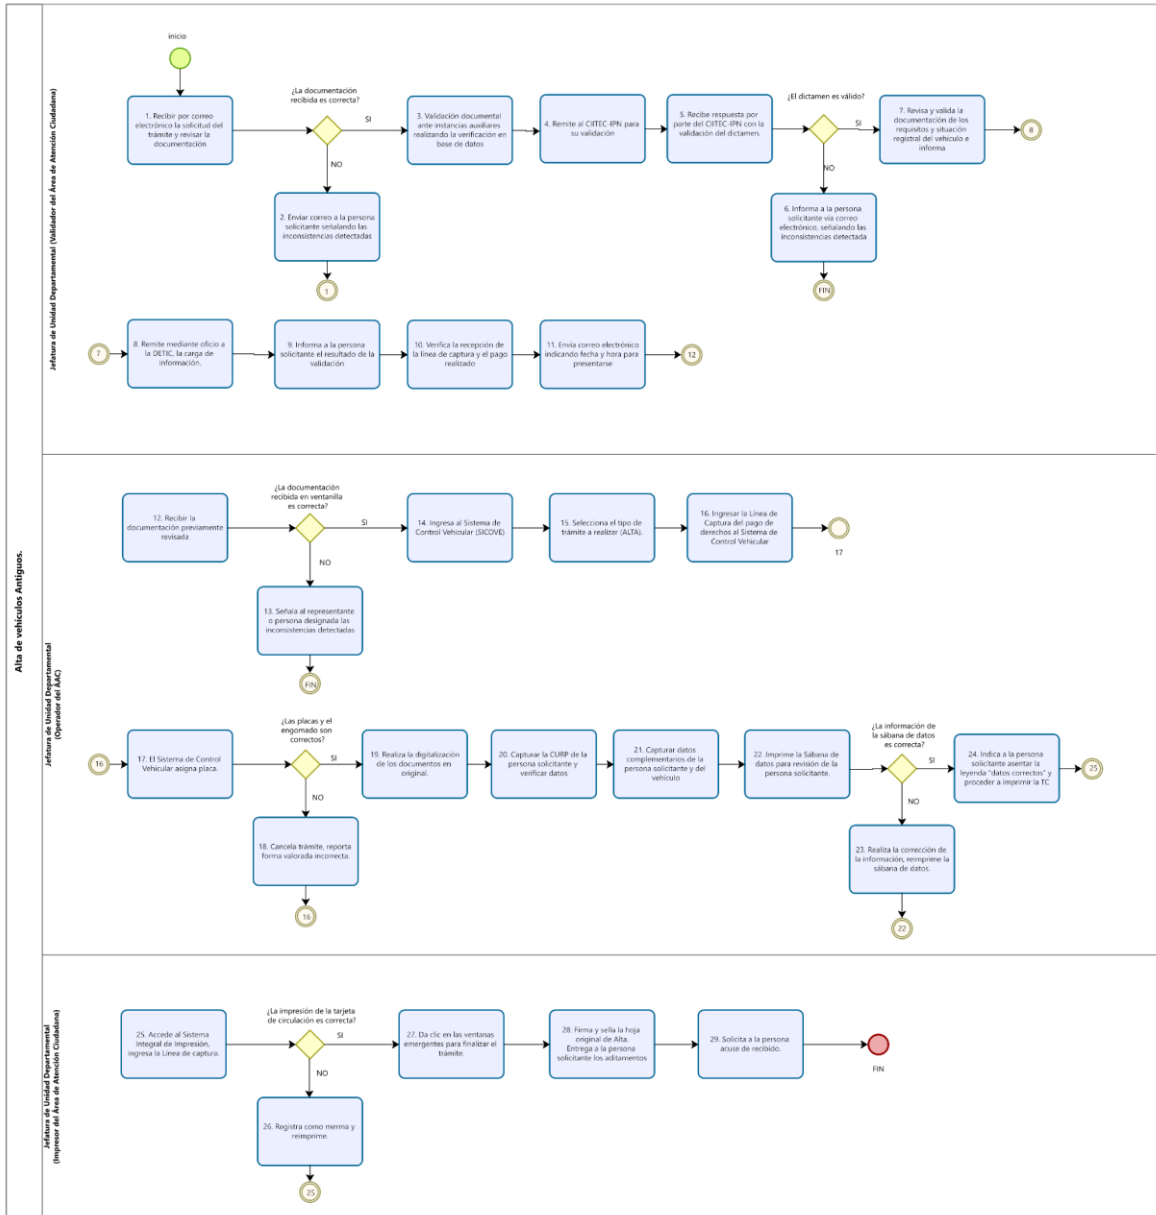 Alta de vehículos Antiguos.
Jefatura de Unidad Departamental (Validador del Área de Atención Ciudadana)
inicio
1. Recibir por correo
electrónico la solicitud del
trámite y revisar la
documentación
¿La documentación
recibida es correcta?
SI
NO
2. Enviar correo a la persona
solicitante señalando las
inconsistencias detectadas
1
3. Validación documental
ante instancias auxiliares
realizando la verificación en
base de datos
4. Remite al CIITEC-IPN para
su validación
5. Recibe respuesta por
parte del CIITEC-IPN con la
validación del dictamen.
¿El dictamen es válido?
SI
NO
6. Informa a la persona
solicitante vía correo
electrónico, señalando las
inconsistencias detectada
FIN
7. Revisa y valida la
documentación de los
requisitos y situación
registral del vehículo e
informa
8
7
8. Remite mediante oficio a
la DETIC, la carga de
información.
9. Informa a la persona
solicitante el resultado de la
validación
10. Verifica la recepción de
la línea de captura y el pago
realizado
11. Envía correo electrónico
indicando fecha y hora para
presentarse
12
Jefatura de Unidad Departamental
(Operador del AAC)
12. Recibir la
documentación previamente
revisada
¿La documentación
recibida en ventanilla
es correcta?
SI
NO
13. Señala al representante
o persona designada las
inconsistencias detectadas
FIN
14. Ingresa al Sistema de
Control Vehicular (SICOVE)
15. Selecciona el tipo de
trámite a realizar (ALTA).
16. Ingresar la Línea de
Captura del pago de
derechos al Sistema de
Control Vehicular
17
16
17. El Sistema de Control
Vehicular asigna placa.
¿Las placas y el
engomado son
correctos?
SI
NO
18. Cancela trámite, reporta
forma valorada incorrecta.
16
19. Realiza la digitalización
de los documentos en
original.
20. Capturar la CURP de la
persona solicitante y
verificar datos
21. Capturar datos
complementarios de la
persona solicitante y del
vehículo
22 .Imprime la Sábana de
datos para revisión de la
persona solicitante.
¿La información de
la sábana de datos
es correcta?
SI
NO
23. Realiza la corrección de
la información, reimprime la
sábana de datos.
22
24. Indica a la persona
solicitante asentar la
leyenda "datos correctos" y
proceder a imprimir la TC
25
Jefatura de Unidad Departamental
(Impresor del Área de Atención Ciudadana)
25. Accede al Sistema
Integral de Impresión,
ingresa la Línea de captura.
¿La impresión de la tarjeta
de circulación es correcta?
SI
NO
26. Registra como merma y
reimprime.
25
27. Da clic en las ventanas
emergentes para finalizar el
trámite.
28. Firma y sella la hoja
original de Alta.
Entrega a la persona
solicitante los aditamentos
29. Solicita a la persona
acuse de recibido.
FIN